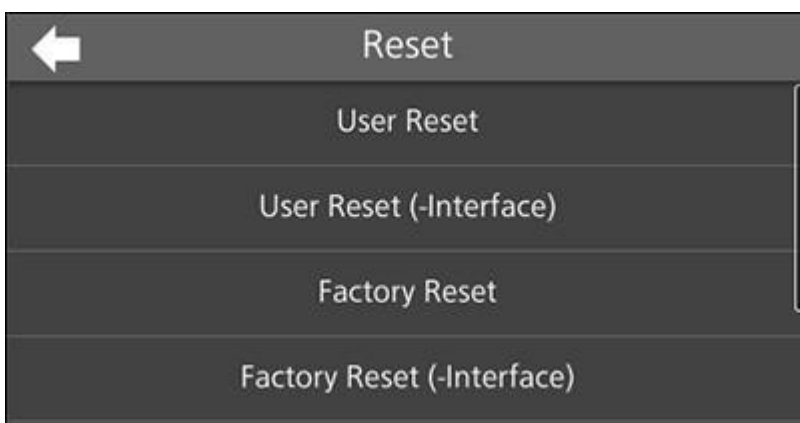 Reset
User Reset
User Reset (-Interface)
Factory Reset
Factory Reset (-Interface)